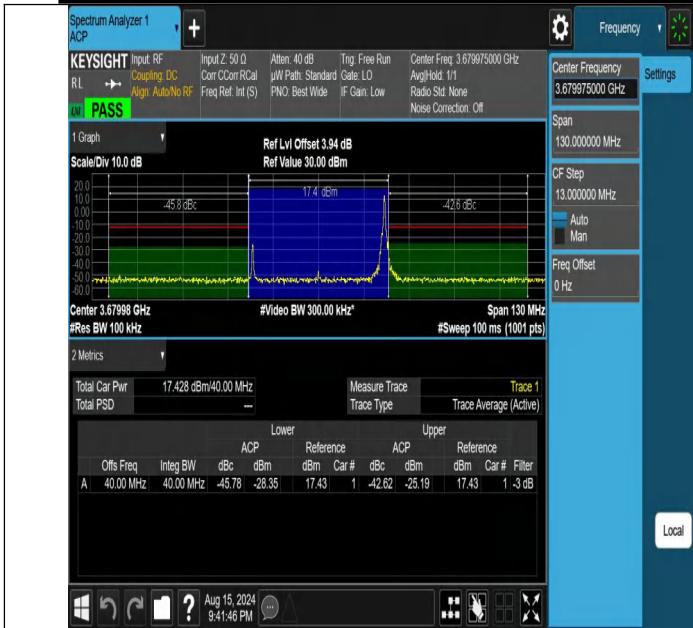 Spectrum Analyzer 1
ACP
Frequency
KEYSIGHT
RL
PASS
Input: RF
Coupling: DC
Align: Auto/No RF
Input Z: 50 Ω
Corr CCorr RCal
Freq Ref: Int (S)
Atten: 40 dB
µW Path: Standard
PNO: Best Wide
Trig: Free Run
Gate: LO
IF Gain: Low
Center Freq: 3.679975000 GHz
Avg|Hold: 1/1
Radio Std: None
Noise Correction: Off
Center Frequency
3.679975000 GHz
Settings
Span
130.000000 MHz
CF Step
13.000000 MHz
Auto
Man
Freq Offset
0 Hz
1 Graph
Scale/Div 10.0 dB
Ref Lvl Offset 3.94 dB
Ref Value 30.00 dBm
20.0
10.0
0.00
-10.0
-20.0
-30.0
-40.0
-50.0
-60.0
-45.8 dBc
17.4 dBm
-42.6 dBc
Center 3.67998 GHz
#Video BW 300.00 kHz*
Span 130 MHz
#Res BW 100 kHz
#Sweep 100 ms (1001 pts)
2 Metrics
Total Car Pwr 17.428 dBm/40.00 MHz
Total PSD ---
Measure Trace Trace 1
Trace Type Trace Average (Active)
Lower Upper
ACP Reference ACP Reference
Offs Freq Integ BW dBc dBm dBm Car # dBc dBm dBm Car # Filter
A 40.00 MHz 40.00 MHz -45.78 -28.35 17.43 1 -42.62 -25.19 17.43 1 -3 dB
Local
Aug 15, 2024
9:41:46 PM